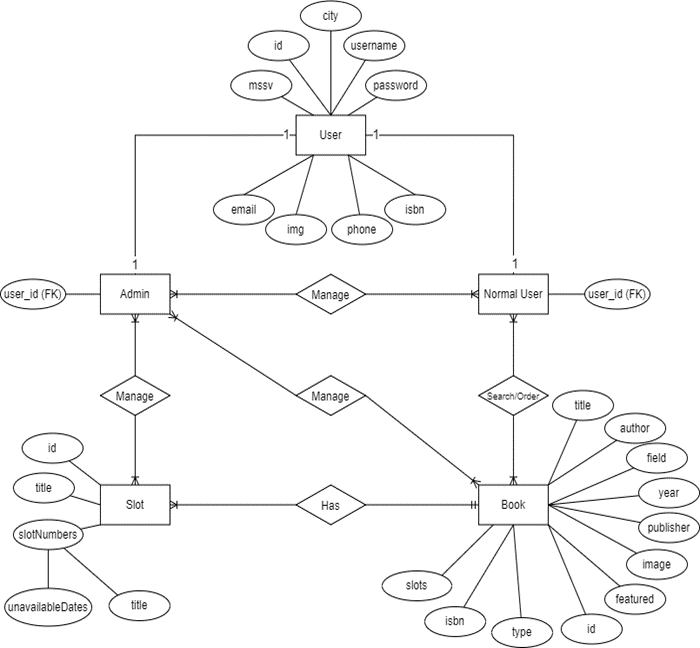 city
id
username
mssv
password
1
User
1
email
img
phone
isbn
1
1
user_id (FK)
Admin
Manage
Normal User
user_id (FK)
Manage
Manage
Search/Order
title
author
id
field
title
year
Slot
Has
Book
slotNumbers
publisher
image
slots
featured
unavailableDates
title
isbn
type
id